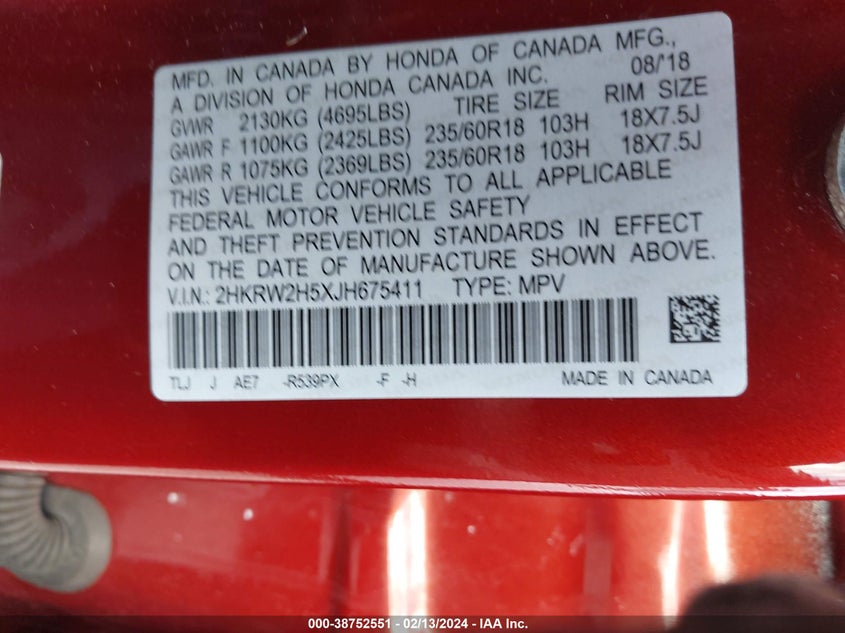 MFD. IN CANADA BY HONDA OF CANADA MFG.,
A DIVISION OF HONDA CANADA INC. 08/'18
GVWR 2130KG (4695LBS) TIRE SIZE RIM SIZE
GAWR F 1100KG (2425LBS) 235/60R18 103H 18X7.5J
GAWR R 1075KG (2369LBS) 235/60R18 103H 18X7.5J
THIS VEHICLE CONFORMS TO ALL APPLICABLE
FEDERAL MOTOR VEHICLE SAFETY
AND THEFT PREVENTION STANDARDS IN EFFECT
ON THE DATE OF MANUFACTURE SHOWN ABOVE.
V.I.N.: 2HKRW2H5XJH675411 TYPE: MPV
TLJ J AE7 -R539PX -F -H MADE IN CANADA
000-38752551 | 02/13/2024 | IAA Inc.